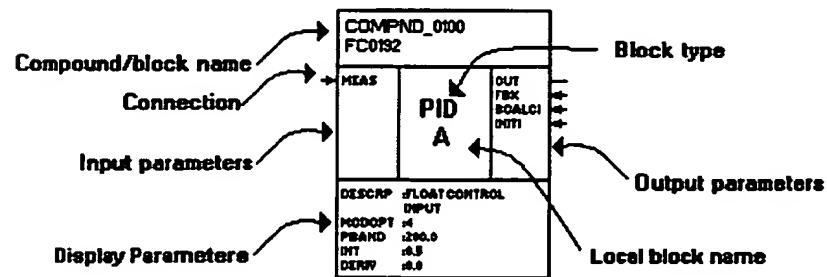 COMPND_0100
FC0192
Compound/block name
Block type
Connection
MEAS
PID
A
OUT
FBK
BCALCI
INITI
Input parameters
Output parameters
DESCRP :FLOAT CONTROL
INPUT
MODOPT :4
PBAND :200.0
INT :0.5
DERIV :0.0
Display Parameters
Local block name